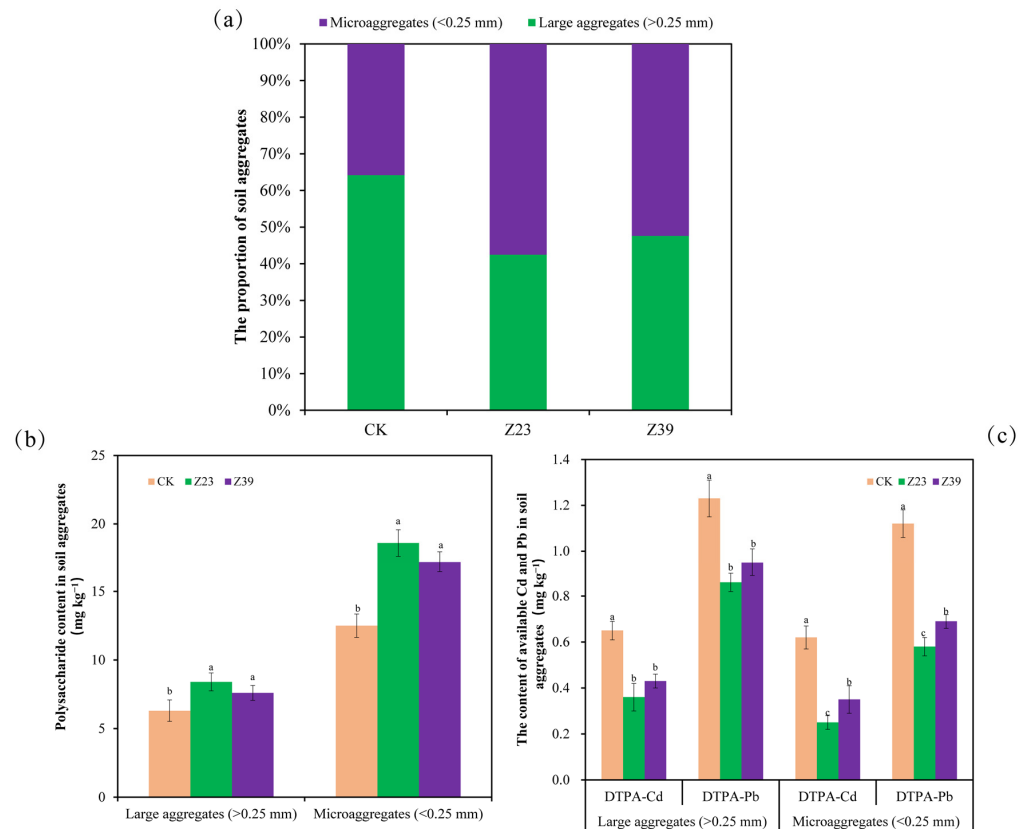 (a)
Microaggregates (<0.25 mm) Large aggregates (>0.25 mm)
The proportion of soil aggregates
100%
90%
80%
70%
60%
50%
40%
30%
20%
10%
0%
CK Z23 Z39
(b)
Polysaccharide content in soil aggregates
(mg kg⁻¹)
25
20
15
10
5
0
CK Z23 Z39
b a a b a a
Large aggregates (>0.25 mm) Microaggregates (<0.25 mm)
(c)
The content of available Cd and Pb in soil
aggregates (mg kg⁻¹)
1.4
1.2
1.0
0.8
0.6
0.4
0.2
0.0
CK Z23 Z39
a b b a b b a c b a c b
DTPA-Cd DTPA-Pb DTPA-Cd DTPA-Pb
Large aggregates (>0.25 mm) Microaggregates (<0.25 mm)